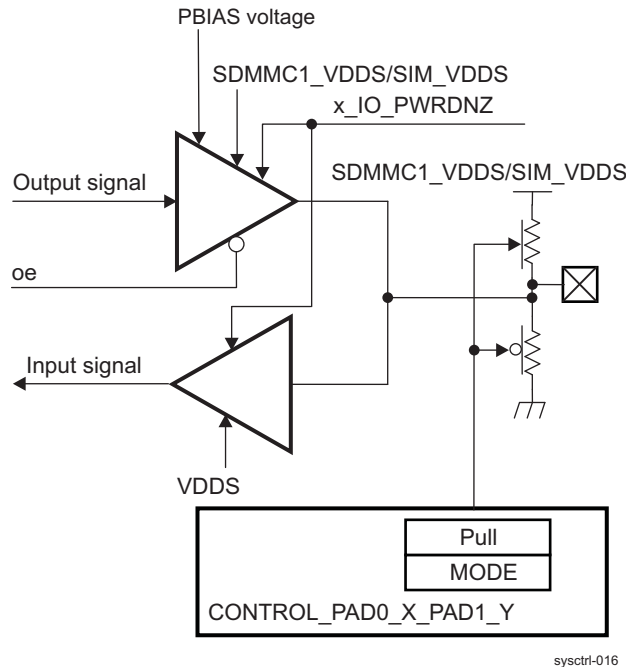 PBIAS voltage
SDMMC1_VDDS/SIM_VDDS
x_IO_PWRDNZ
SDMMC1_VDDS/SIM_VDDS
Output signal
oe
Input signal
VDDS
Pull
MODE
CONTROL_PAD0_X_PAD1_Y
sysctrl-016